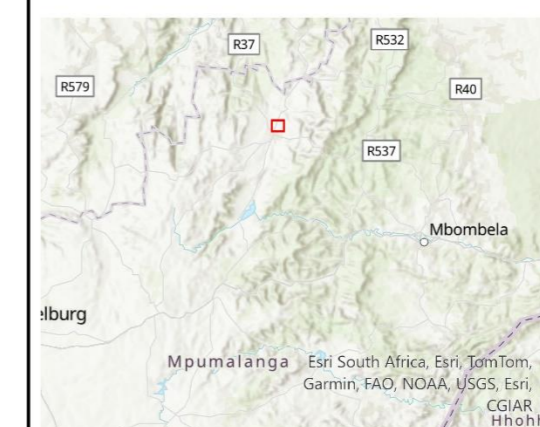 R37
R532
R579
R40
R537
Mbombela
elburg
Mpumalanga
Esri South Africa, Esri, TomTom,
Garmin, FAO, NOAA, USGS, Esri,
CGIAR
Hhohh